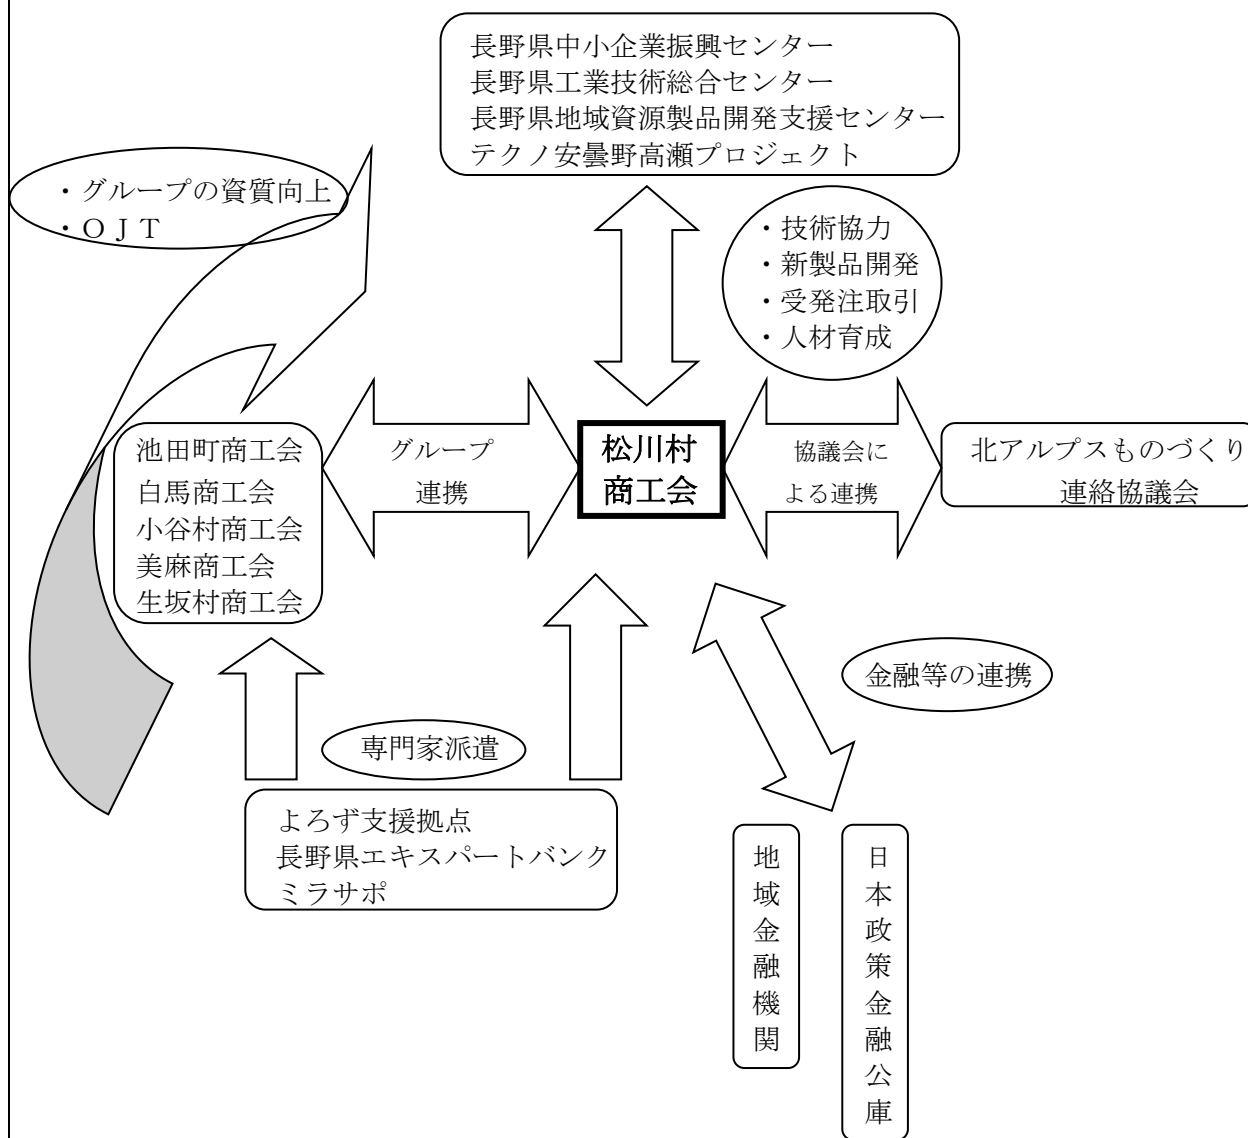 長野県中小企業振興センター
長野県工業技術総合センター
長野県地域資源製品開発支援センター
テクノ安曇野高瀬プロジェクト
・グループの資質向上
・ＯＪＴ
・技術協力
・新製品開発
・受発注取引
・人材育成
池田町商工会
白馬商工会
小谷村商工会
美麻商工会
生坂村商工会
グループ
連携
松川村
商工会
協議会に
よる連携
北アルプスものづくり
連絡協議会
金融等の連携
専門家派遣
よろず支援拠点
長野県エキスパートバンク
ミラサポ
地域金融機関
日本政策金融公庫